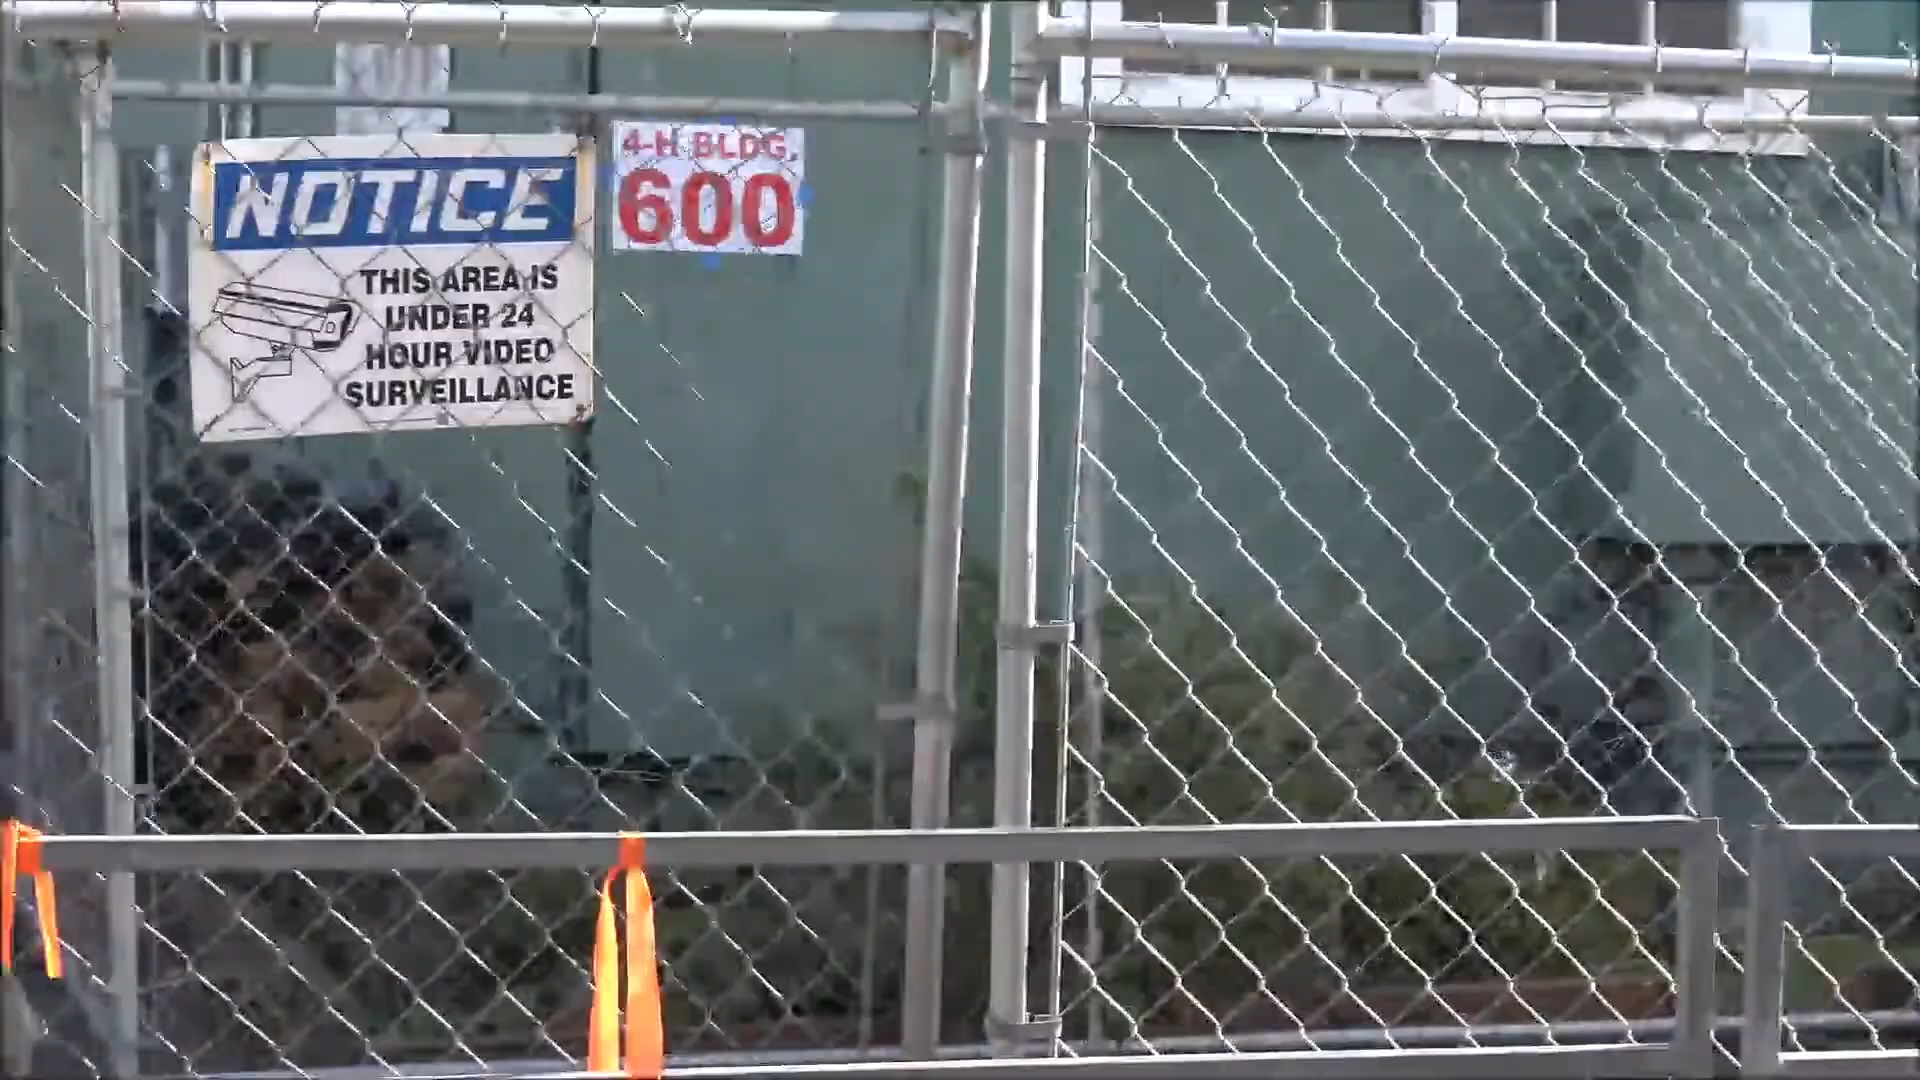 NOTICE
THIS AREA IS
UNDER 24
HOUR VIDEO
SURVEILLANCE
4-H BLDG.
600